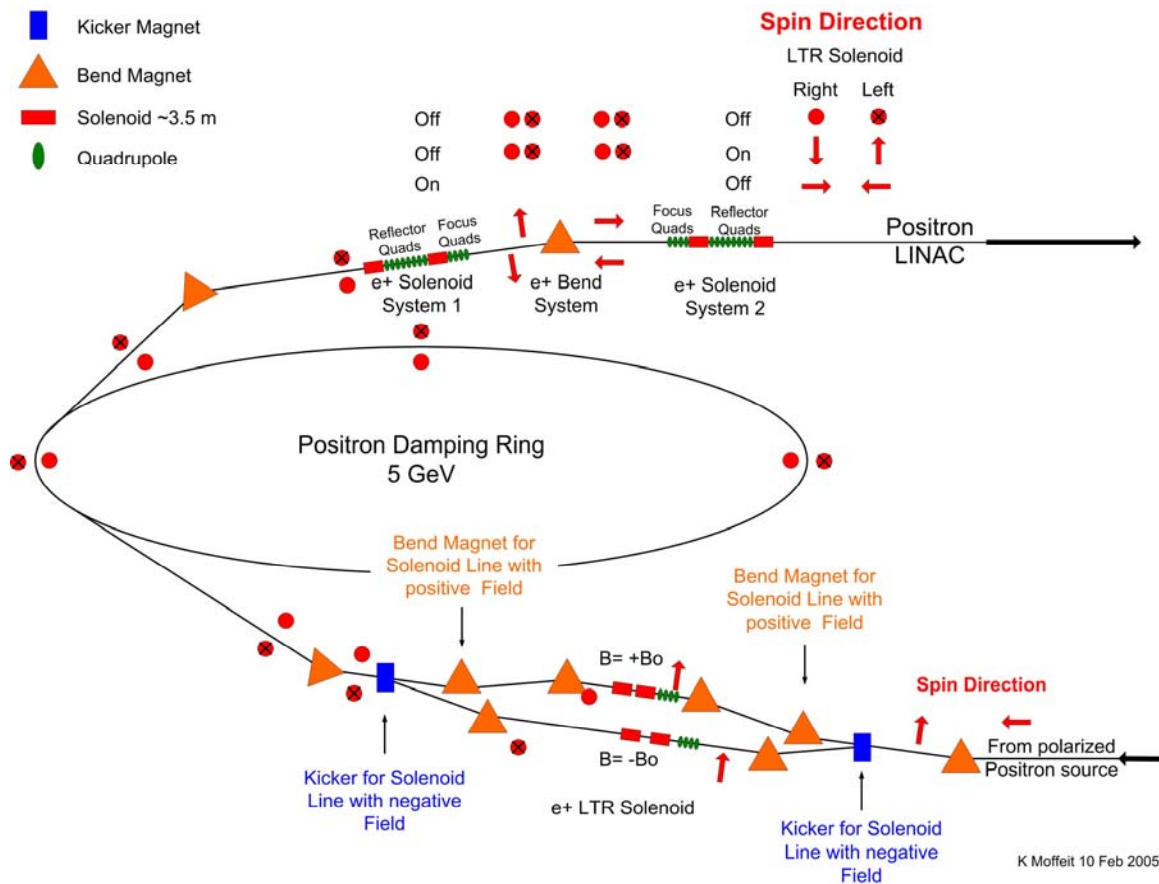 Kicker Magnet
Bend Magnet
Solenoid ~3.5 m
Quadrupole
Spin Direction
LTR Solenoid
Right Left
Off Off
Off On
On Off
Reflector
Quads
Focus
Quads
Focus
Quads
Reflector
Quads
e+ Solenoid
System 1
e+ Bend
System
e+ Solenoid
System 2
Positron
LINAC
Positron Damping Ring
5 GeV
Bend Magnet for
Solenoid Line with
positive Field
Bend Magnet for
Solenoid Line with
positive Field
B= +Bo
B= -Bo
Spin Direction
From polarized
Positron source
Kicker for Solenoid
Line with negative
Field
e+ LTR Solenoid
Kicker for Solenoid
Line with negative
Field
K Moffeit 10 Feb 2005